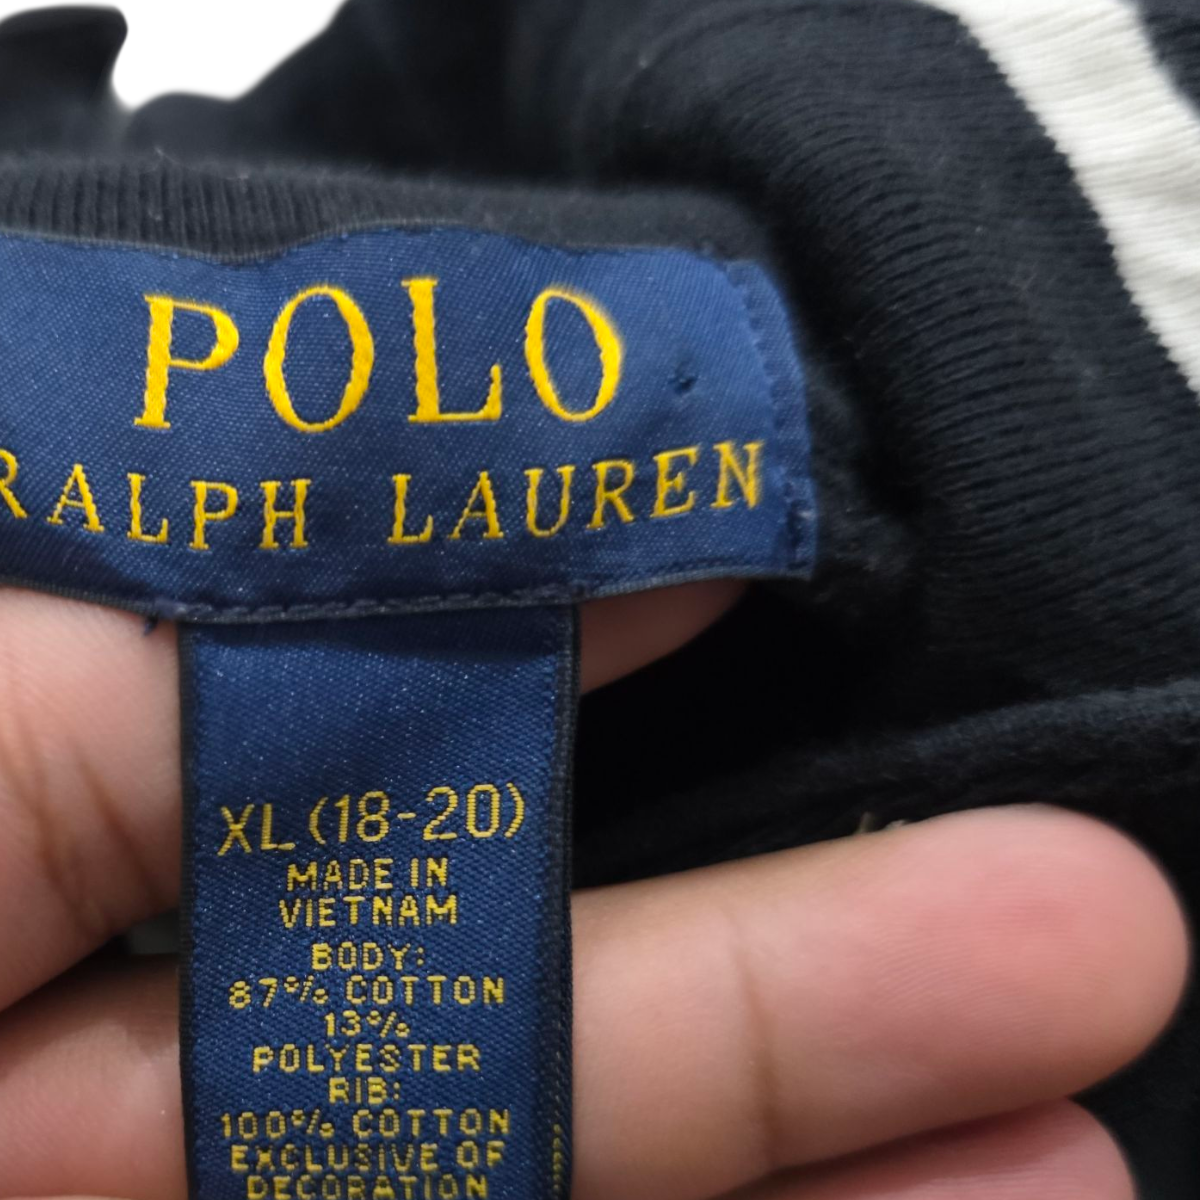 POLO
RALPH LAUREN
XL (18-20)
MADE IN
VIETNAM
BODY:
87% COTTON
13%
POLYESTER
RIB:
100% COTTON
EXCLUSIVE OF
DECORATION